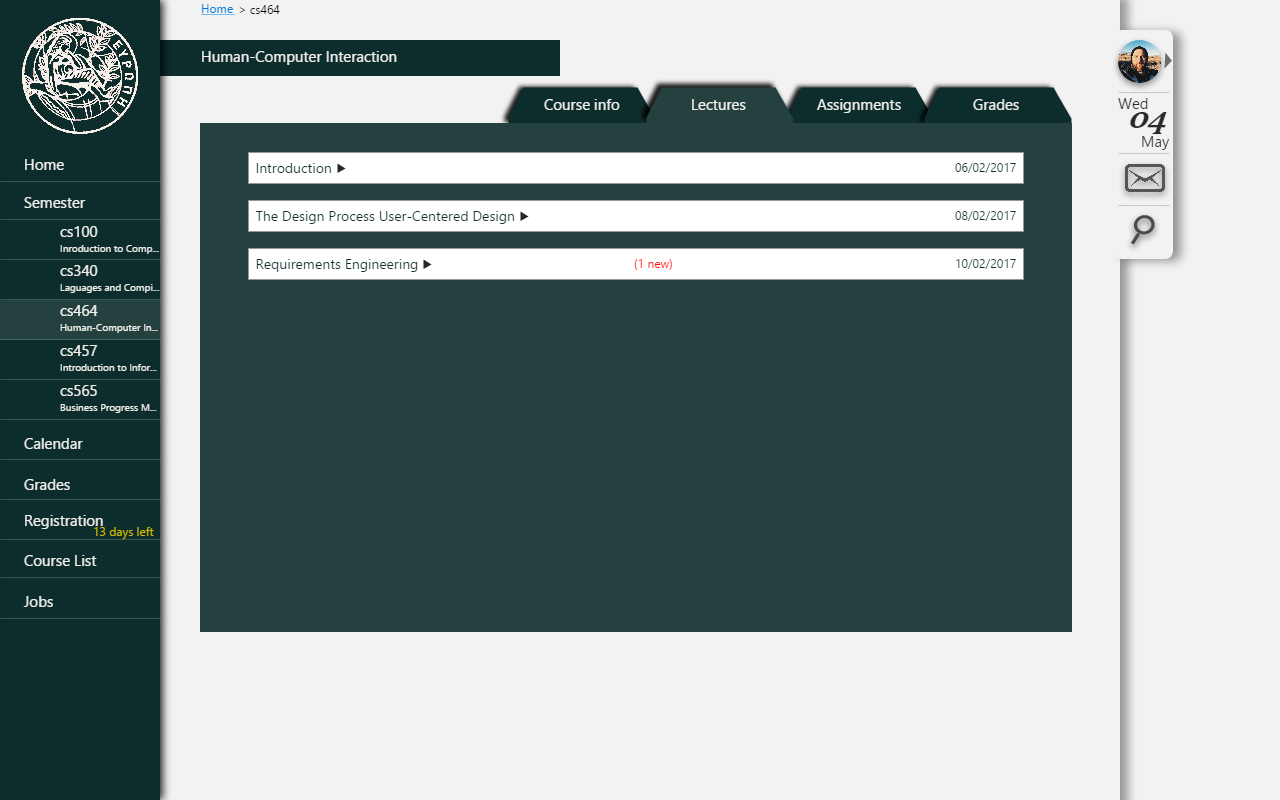 ΕΥΡΩΠΗ
Home
Semester
cs100
Inroduction to Comp...
cs340
Laguages and Compi...
cs464
Human-Computer In...
cs457
Introduction to Infor...
cs565
Business Progress M...
Calendar
Grades
Registration
13 days left
Course List
Jobs
Home > cs464
Human-Computer Interaction
Course info Lectures Assignments Grades
Introduction 06/02/2017
The Design Process User-Centered Design 08/02/2017
Requirements Engineering (1 new) 10/02/2017
Wed
04
May